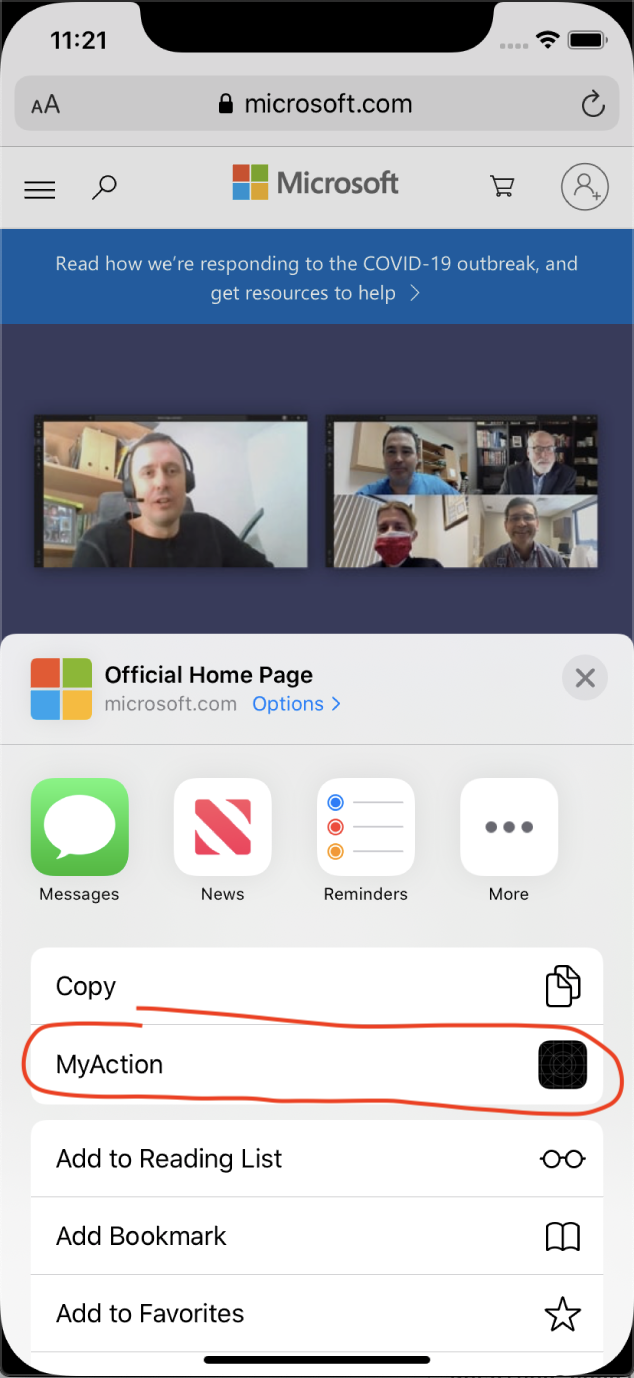 11:21
AA microsoft.com
Microsoft
Read how we’re responding to the COVID-19 outbreak, and
get resources to help
Official Home Page
microsoft.com Options
Messages News Reminders More
Copy
MyAction
Add to Reading List
Add Bookmark
Add to Favorites